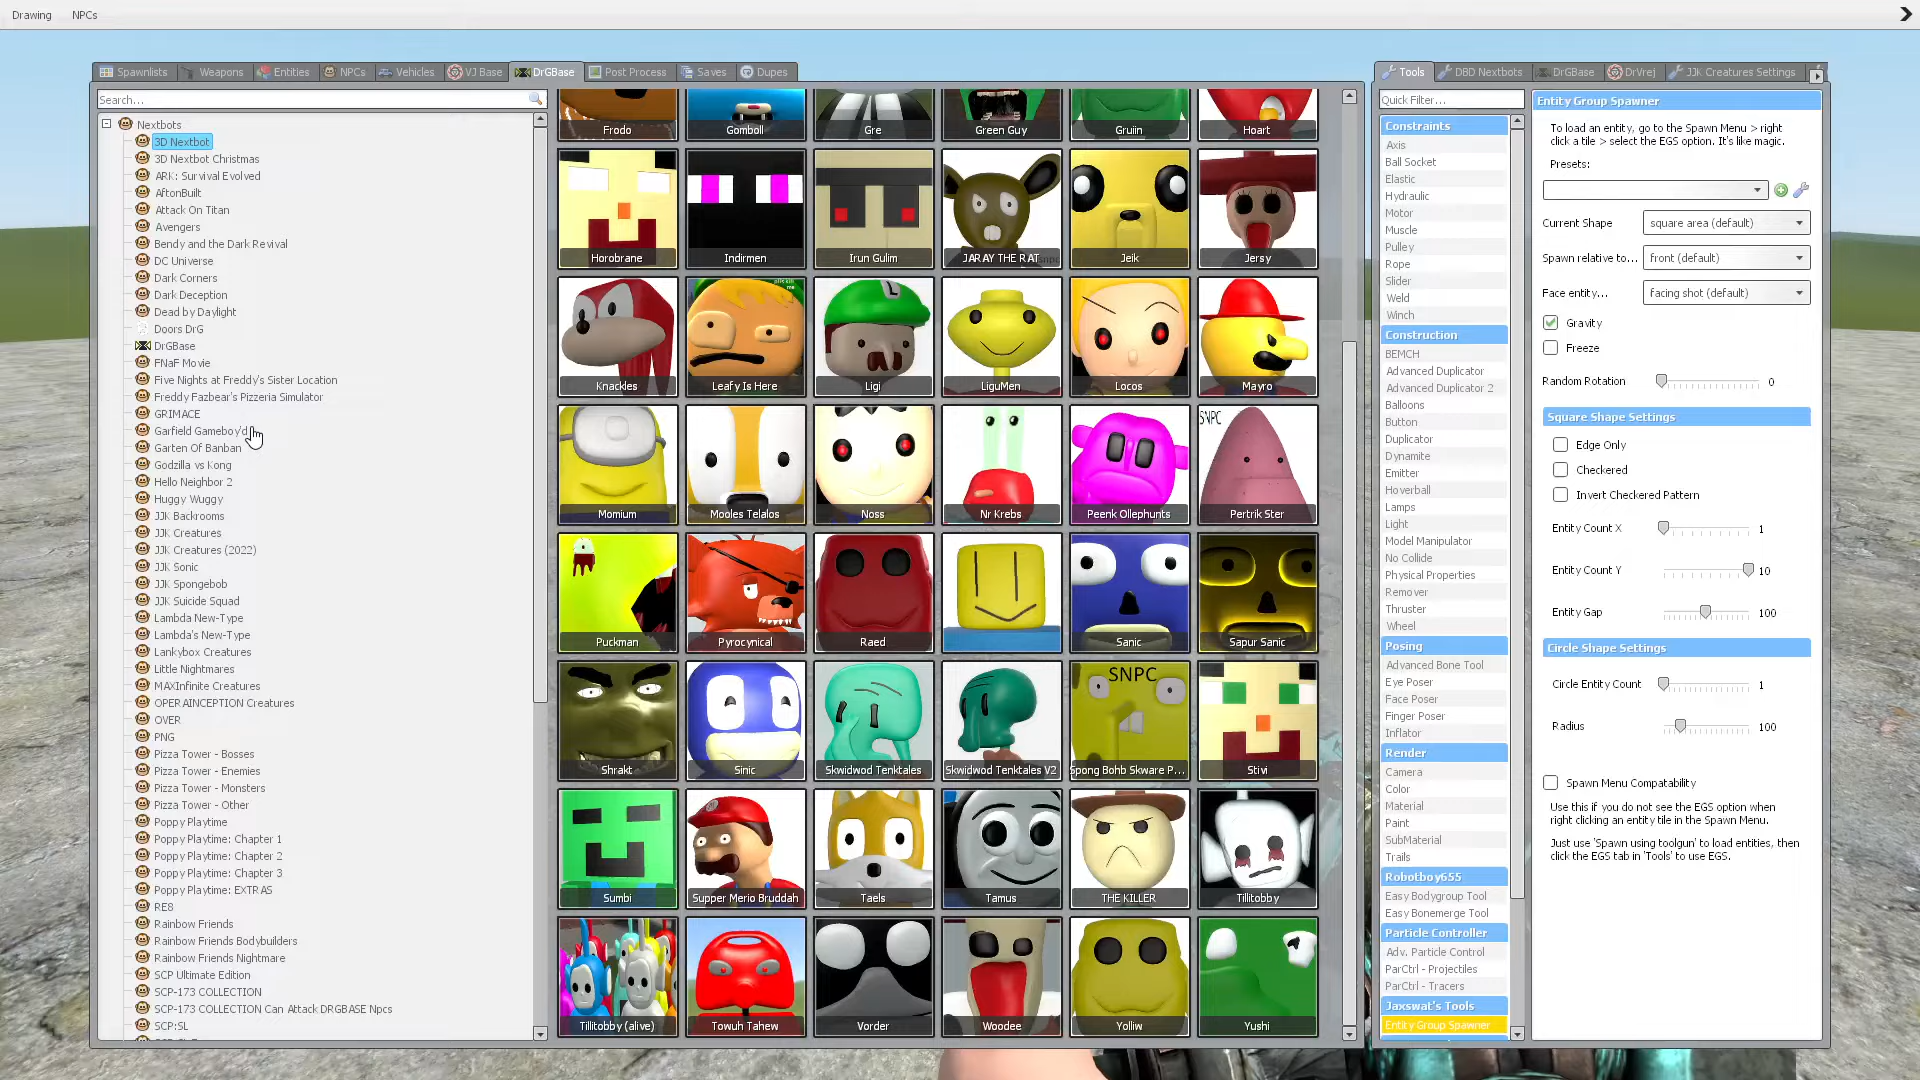 Drawing NPCs
Spawnlists Weapons Entities NPCs Vehicles VJ Base DrGBase Post Process Saves Dupes
Search...
Nextbots
3D Nextbot
3D Nextbot Christmas
ARK: Survival Evolved
AftonBuilt
Attack On Titan
Avengers
Bendy and the Dark Revival
DC Universe
Dark Corners
Dark Deception
Dead by Daylight
Doors DrG
DrGBase
FNaF Movie
Five Nights at Freddy's Sister Location
Freddy Fazbear's Pizzeria Simulator
GRIMACE
Garfield Gameboy'd
Garten Of Banban
Godzilla vs Kong
Hello Neighbor 2
Huggy Wuggy
JJK Backrooms
JJK Creatures
JJK Creatures (2022)
JJK Sonic
JJK Spongebob
JJK Suicide Squad
Lambda New-Type
Lambda's New-Type
Lankybox Creatures
Little Nightmares
MAXInfinite Creatures
OPERAINCEPTION Creatures
OVER
PNG
Pizza Tower - Bosses
Pizza Tower - Enemies
Pizza Tower - Monsters
Pizza Tower - Other
Poppy Playtime
Poppy Playtime: Chapter 1
Poppy Playtime: Chapter 2
Poppy Playtime: Chapter 3
Poppy Playtime: EXTRAS
RE8
Rainbow Friends
Rainbow Friends Bodybuilders
Rainbow Friends Nightmare
SCP Ultimate Edition
SCP-173 COLLECTION
SCP-173 COLLECTION Can Attack DRGBASE Npcs
SCP:SL
Frodo Gomboll Gre Green Guy Gruiin Hoart
Horobrane Indirmen Irun Gulim JARAY THE RAT Jeik Jersy
Knackles Leafy Is Here Ligi LiguMen Locos Mayro
SNPC
Momium Mooles Telalos Noss Nr Krebs Peenk Ollephunts Pertrik Ster
Puckman Pyrocynical Raed Sanic Sapur Sanic
SNPC
Shrakt Sinic Skwidwod Tenktales Skwidwod Tenktales V2 Spong Bohb Skware P... Stivi
Sumbi Supper Merio Bruddah Taels Tamus THE KILLER Tillitobby
Tillitobby (alive) Towuh Tahew Vorder Woodee Yolliw Yushi
Tools DBD Nextbots DrGBase DrVrej JJK Creatures Settings
Quick Filter...
Constraints
Axis
Ball Socket
Elastic
Hydraulic
Motor
Muscle
Pulley
Rope
Slider
Weld
Winch
Construction
BEMCH
Advanced Duplicator
Advanced Duplicator 2
Balloons
Button
Duplicator
Dynamite
Emitter
Hoverball
Lamps
Light
Model Manipulator
No Collide
Physical Properties
Remover
Thruster
Wheel
Posing
Advanced Bone Tool
Eye Poser
Face Poser
Finger Poser
Inflator
Render
Camera
Color
Material
Paint
SubMaterial
Trails
Robotboy655
Easy Bodygroup Tool
Easy Bonemerge Tool
Particle Controller
Adv. Particle Control
ParCtrl - Projectiles
ParCtrl - Tracers
Jaxswat's Tools
Entity Group Spawner
Entity Group Spawner
To load an entity, go to the Spawn Menu > right
click a tile > select the EGS option. It's like magic.
Presets:
Current Shape square area (default)
Spawn relative to... front (default)
Face entity... facing shot (default)
Gravity
Freeze
Random Rotation 0
Square Shape Settings
Edge Only
Checkered
Invert Checkered Pattern
Entity Count X 1
Entity Count Y 10
Entity Gap 100
Circle Shape Settings
Circle Entity Count 1
Radius 100
Spawn Menu Compatability
Use this if you do not see the EGS option when
right clicking an entity tile in the Spawn Menu.
Just use 'Spawn using toolgun' to load entities, then
click the EGS tab in 'Tools' to use EGS.